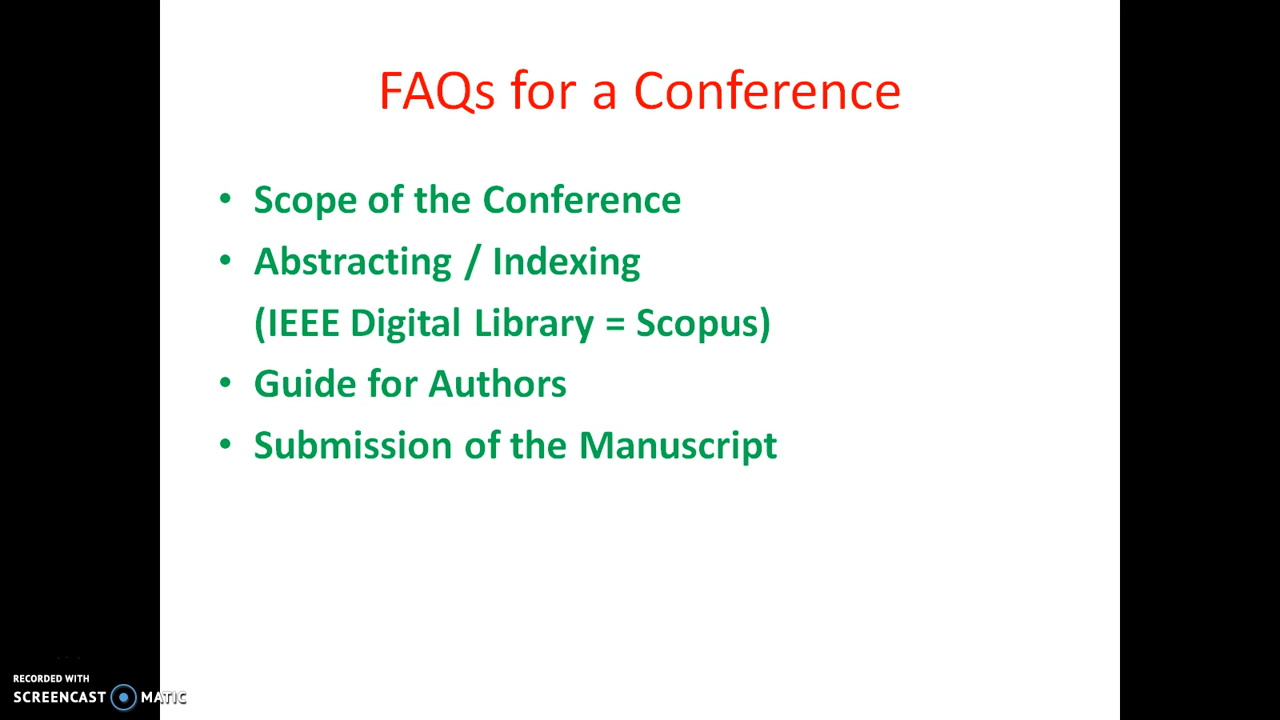 FAQs for a Conference
• Scope of the Conference
• Abstracting / Indexing
(IEEE Digital Library = Scopus)
• Guide for Authors
• Submission of the Manuscript
RECORDED WITH
SCREENCAST MATIC